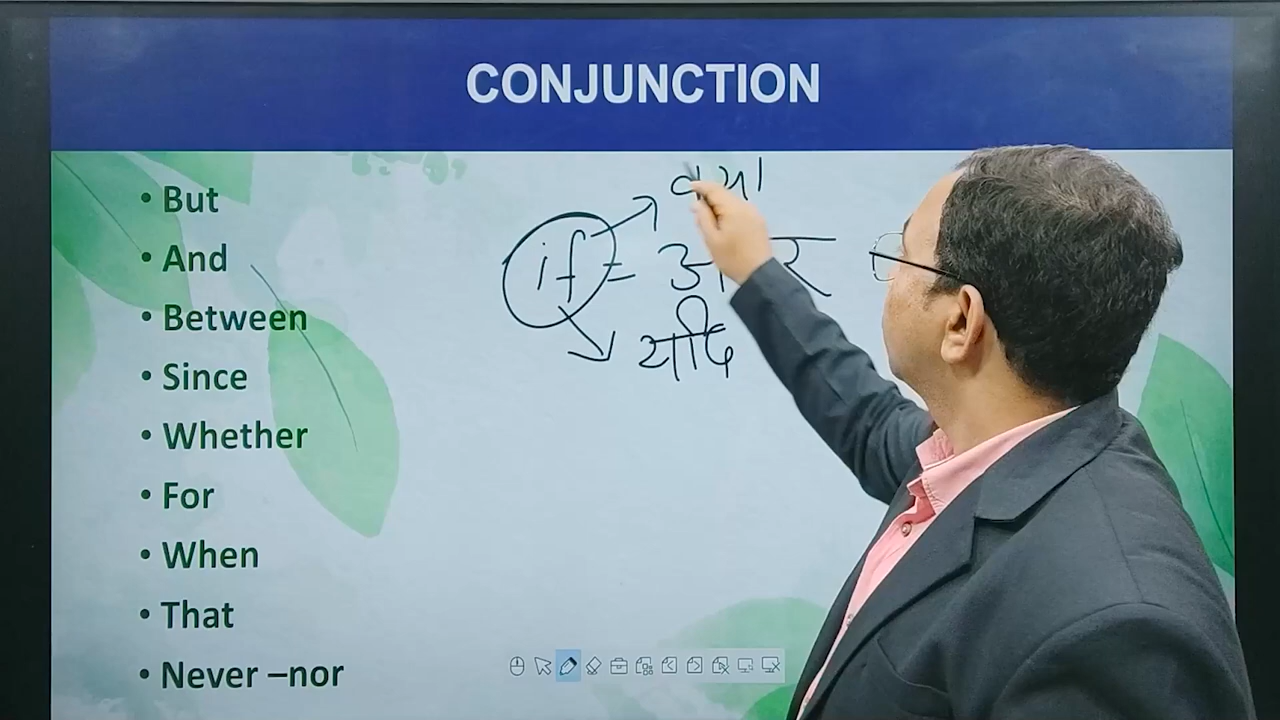 CONJUNCTION
• But
• And
• Between
• Since
• Whether
• For
• When
• That
• Never –nor
क्या
if =
यदि